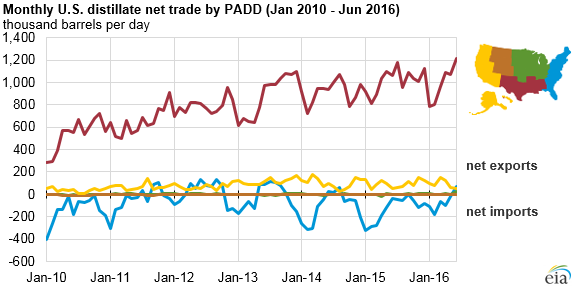 Monthly U.S. distillate net trade by PADD (Jan 2010 - Jun 2016)
thousand barrels per day
1,400
1,200
1,000
800
600
400
200
0
-200
-400
-600
net exports
net imports
Jan-10 Jan-11 Jan-12 Jan-13 Jan-14 Jan-15 Jan-16
eia